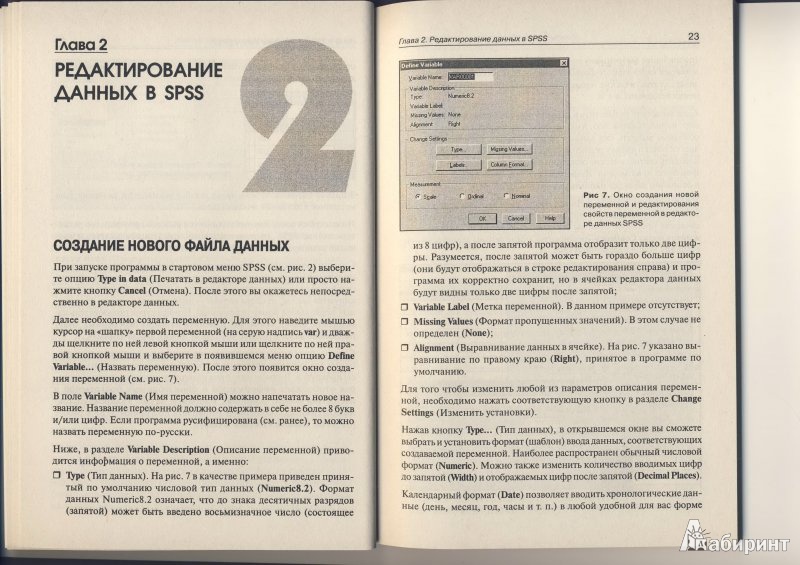 Глава 2
2
РЕДАКТИРОВАНИЕ
ДАННЫХ В SPSS
СОЗДАНИЕ НОВОГО ФАЙЛА ДАННЫХ
При запуске программы в стартовом меню SPSS (см. рис. 2) выбери-
те опцию Type in data (Печатать в редакторе данных) или просто на-
жмите кнопку Cancel (Отмена). После этого вы окажетесь непосред-
ственно в редакторе данных.
Далее необходимо создать переменную. Для этого наведите мышью
курсор на «шапку» первой переменной (на серую надпись var) и дваж-
ды щелкните по ней левой кнопкой мыши или щелкните по ней пра-
вой кнопкой мыши и выберите в появившемся меню опцию Define
Variable... (Назвать переменную). После этого появится окно созда-
ния переменной (см. рис. 7).
В поле Variable Name (Имя переменной) можно напечатать новое на-
звание. Название переменной должно содержать в себе не более 8 букв
и/или цифр. Если программа русифицирована (см. ранее), то можно
назвать переменную по-русски.
Ниже, в разделе Variable Description (Описание переменной) приво-
дится информация о переменной, а именно:
❒ Type (Тип данных). На рис. 7 в качестве примера приведен приня-
тый по умолчанию числовой тип данных (Numeric8.2). Формат
данных Numeric8.2 означает, что до знака десятичных разрядов
(запятой) может быть введено восьмизначное число (состоящее
Глава 2. Редактирование данных в SPSS 23
Define Variable
Variable Name:
Variable Description
Type: Numeric8.2
Variable Label:
Missing Values: None
Alignment: Right
Change Settings
Type... Missing Values...
Labels... Column Format...
Measurement
Scale Ordinal Nominal
OK Cancel Help
Рис 7. Окно создания новой
переменной и редактирования
свойств переменной в редакто-
ре данных SPSS
из 8 цифр), а после запятой программа отобразит только две циф-
ры. Разумеется, после запятой может быть гораздо больше цифр
(они будут отображаться в строке редактирования справа) и про-
грамма их корректно сохранит, но в ячейках редактора данных
будут видны только две цифры после запятой;
❒ Variable Label (Метка переменной). В данном примере отсутствует;
❒ Missing Values (Формат пропущенных значений). В этом случае не
определен (None);
❒ Alignment (Выравнивание данных в ячейке). На рис. 7 указано вы-
равнивание по правому краю (Right), принятое в программе по
умолчанию.
Для того чтобы изменить любой из параметров описания перемен-
ной, необходимо нажать соответствующую кнопку в разделе Change
Settings (Изменить установки).
Нажав кнопку Type... (Тип данных), в открывшемся окне вы сможете
выбрать и установить формат (шаблон) ввода данных, соответствующих
создаваемой переменной. Наиболее распространен обычный числовой
формат (Numeric). Можно также изменить количество вводимых цифр
до запятой (Width) и отображаемых цифр после запятой (Decimal Places).
Календарный формат (Date) позволяет вводить хронологические дан-
ные (день, месяц, год, часы и т. п.) в любой удобной для вас форме
Лабиринт